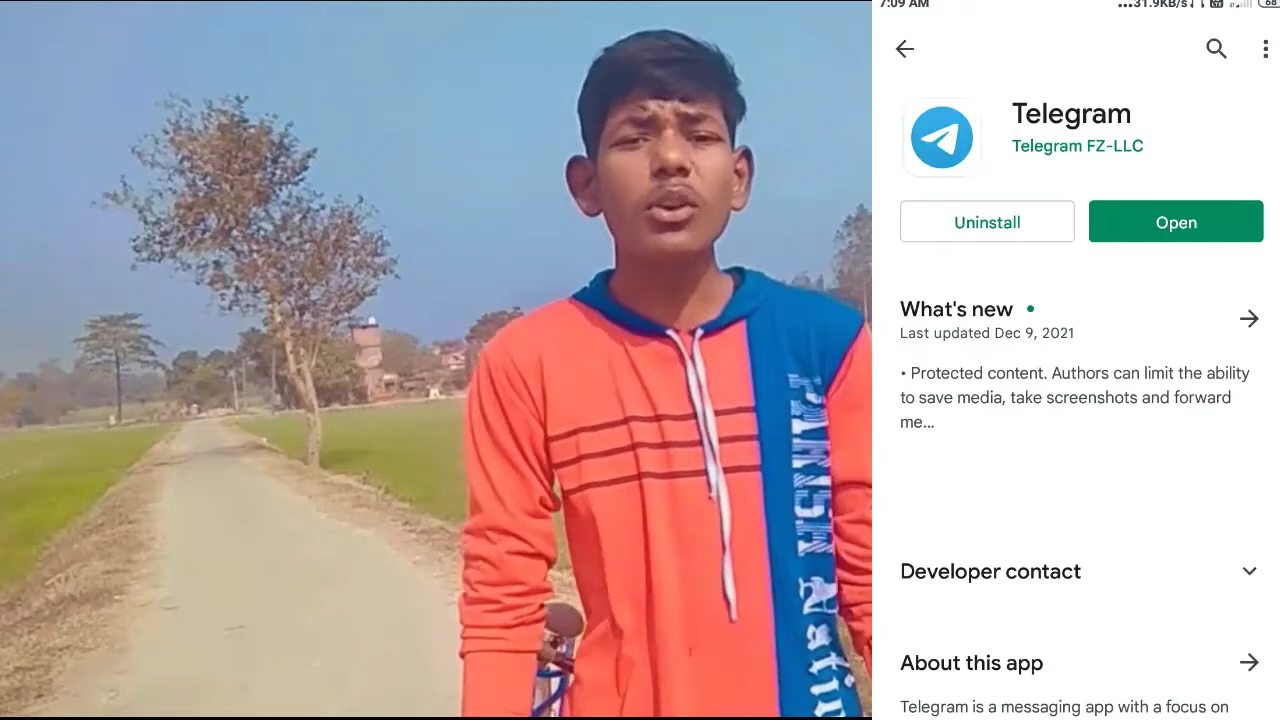 7:09 AM
...31.9KB/s
68
Telegram
Telegram FZ-LLC
Uninstall
Open
What's new
Last updated Dec 9, 2021
• Protected content. Authors can limit the ability
to save media, take screenshots and forward
me...
Developer contact
About this app
Telegram is a messaging app with a focus on